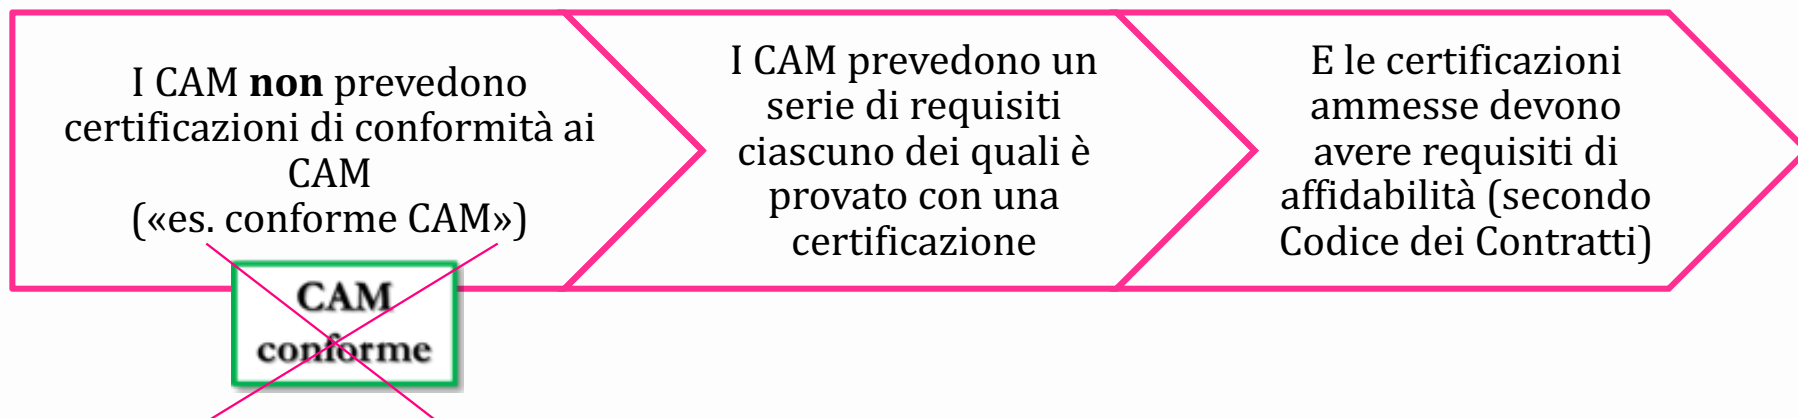 I CAM non prevedono
certificazioni di conformità ai
CAM
(«es. conforme CAM»)
CAM
conforme
I CAM prevedono un
serie di requisiti
ciascuno dei quali è
provato con una
certificazione
E le certificazioni
ammesse devono
avere requisiti di
affidabilità (secondo
Codice dei Contratti)